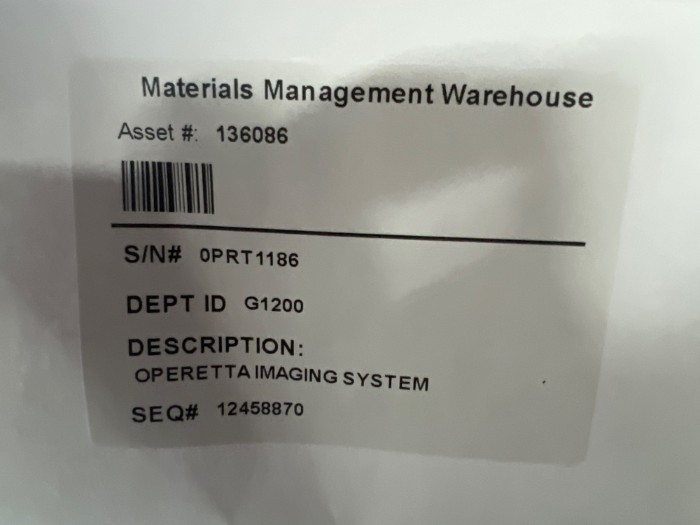 Materials Management Warehouse
Asset #: 136086
S/N# 0PRT1186
DEPT ID G1200
DESCRIPTION:
OPERETTA IMAGING SYSTEM
SEQ# 12458870